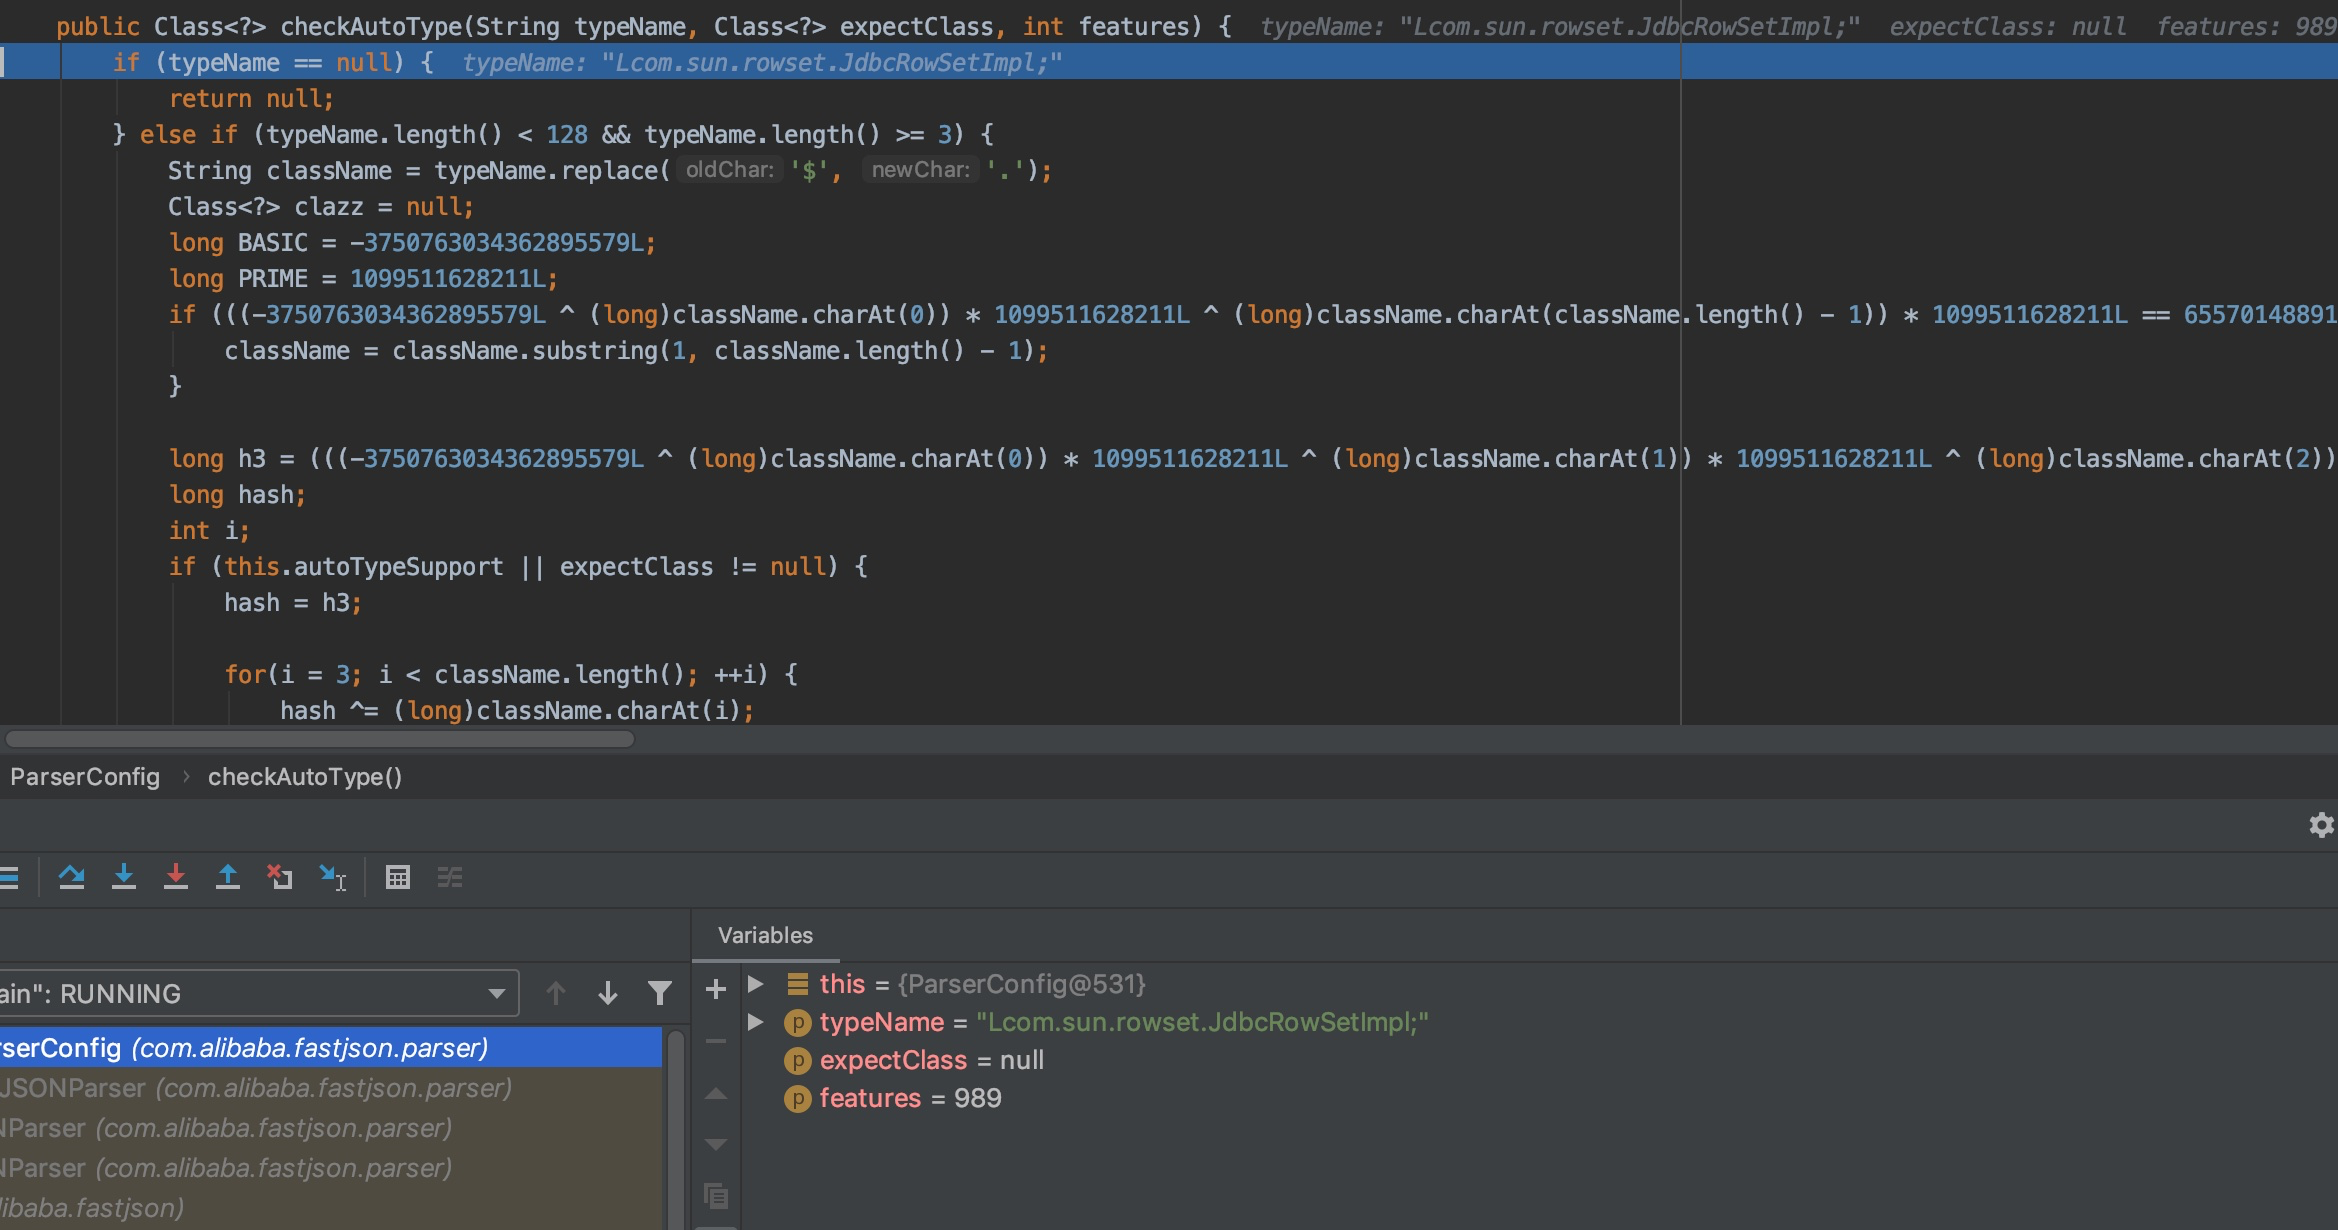 public Class<?> checkAutoType(String typeName, Class<?> expectClass, int features) {  typeName: "Lcom.sun.rowset.JdbcRowSetImpl;"  expectClass: null  features: 989
if (typeName == null) {  typeName: "Lcom.sun.rowset.JdbcRowSetImpl;"
return null;
} else if (typeName.length() < 128 && typeName.length() >= 3) {
String className = typeName.replace( oldChar: '$', newChar: '.');
Class<?> clazz = null;
long BASIC = -3750763034362895579L;
long PRIME = 1099511628211L;
if (((-3750763034362895579L ^ (long)className.charAt(0)) * 1099511628211L ^ (long)className.charAt(className.length() - 1)) * 1099511628211L == 65570148891
className = className.substring(1, className.length() - 1);
}
long h3 = (((-3750763034362895579L ^ (long)className.charAt(0)) * 1099511628211L ^ (long)className.charAt(1)) * 1099511628211L ^ (long)className.charAt(2))
long hash;
int i;
if (this.autoTypeSupport || expectClass != null) {
hash = h3;
for(i = 3; i < className.length(); ++i) {
hash ^= (long)className.charAt(i);
ParserConfig › checkAutoType()
Variables
ain": RUNNING
this = {ParserConfig@531}
typeName = "Lcom.sun.rowset.JdbcRowSetImpl;"
expectClass = null
features = 989
rserConfig (com.alibaba.fastjson.parser)
JSONParser (com.alibaba.fastjson.parser)
NParser (com.alibaba.fastjson.parser)
NParser (com.alibaba.fastjson.parser)
libaba.fastjson)